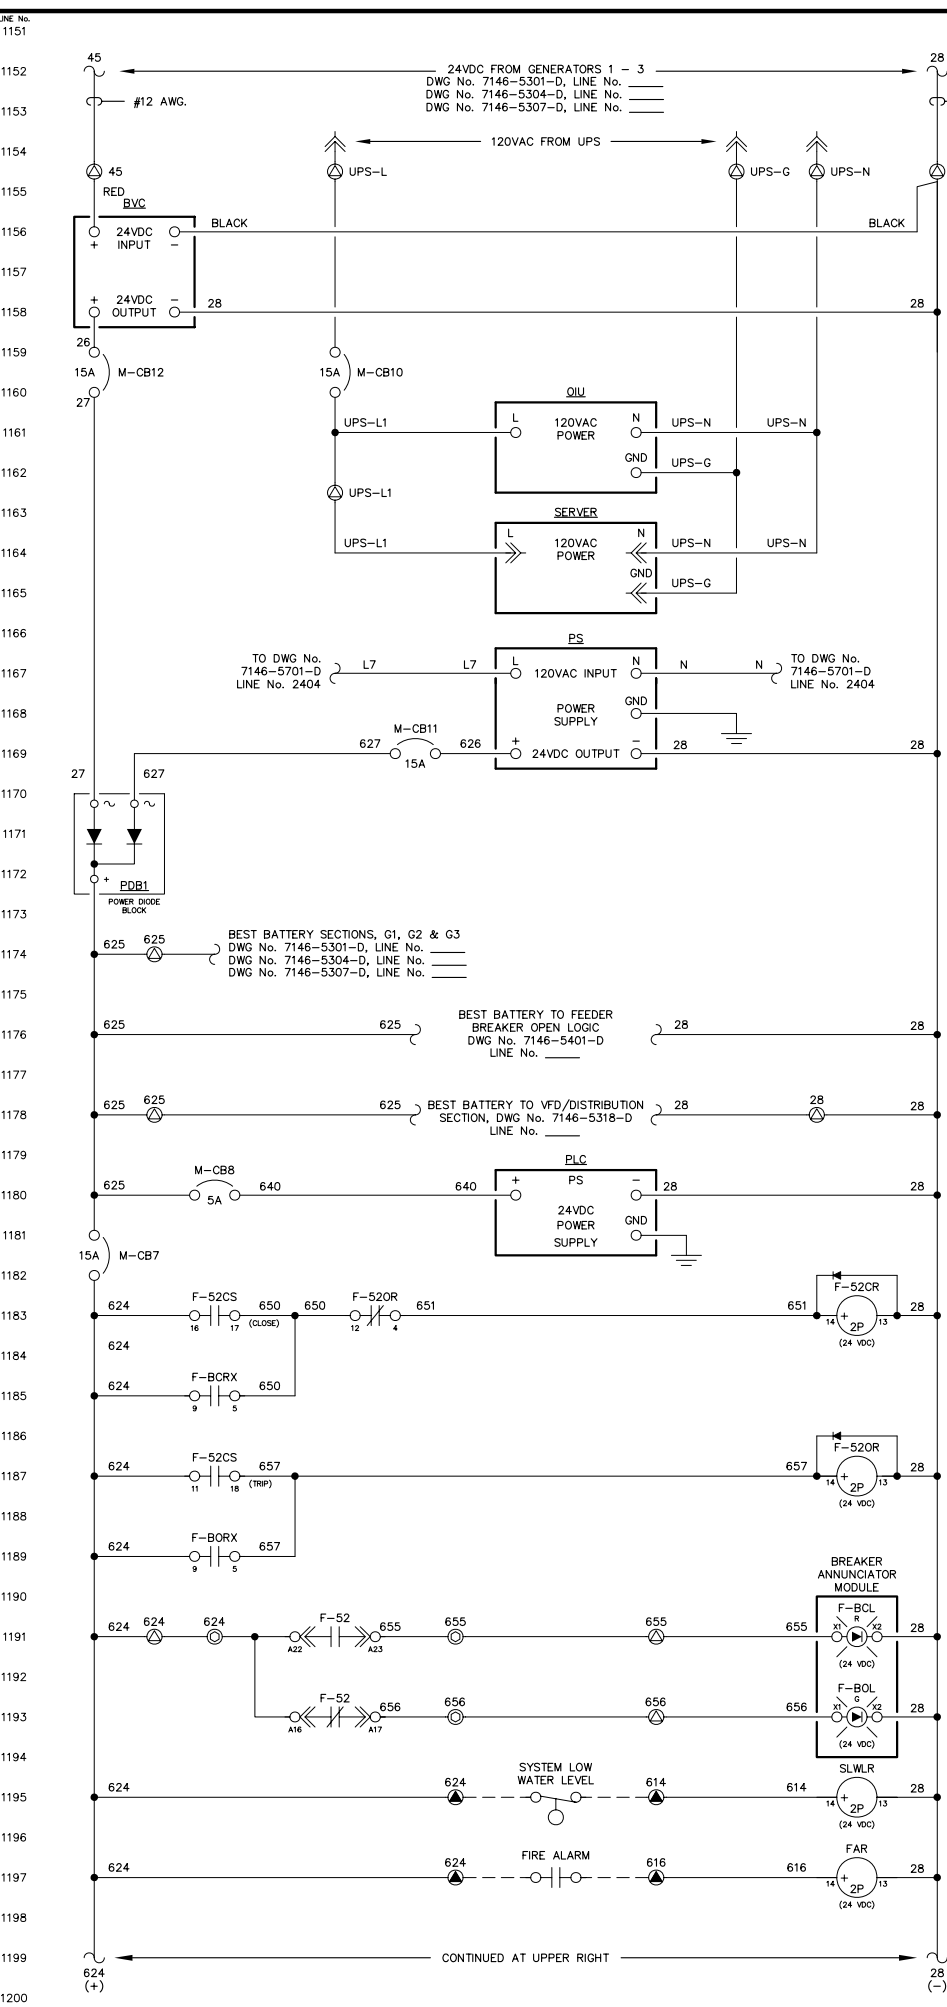 LINE No.
1151
45 28
1152 24VDC FROM GENERATORS 1 - 3
DWG No. 7146-5301-D, LINE No. _____
DWG No. 7146-5304-D, LINE No. _____
1153 #12 AWG. DWG No. 7146-5307-D, LINE No. _____
1154 120VAC FROM UPS
45 UPS-L UPS-G UPS-N
1155 RED
BVC
1156 24VDC INPUT + - BLACK BLACK
1157
1158 + - 24VDC OUTPUT 28 28
1159 26
15A M-CB12 15A M-CB10
1160 27 OIU
1161 UPS-L1 L 120VAC POWER N UPS-N UPS-N
1162 GND UPS-G
UPS-L1
1163 SERVER
1164 UPS-L1 L 120VAC POWER N UPS-N UPS-N
1165 GND UPS-G
1166 PS
1167 TO DWG No. 7146-5701-D LINE No. 2404 L7 L7 L 120VAC INPUT N N N TO DWG No. 7146-5701-D LINE No. 2404
1168 POWER SUPPLY GND
M-CB11
1169 627 15A 626 + 24VDC OUTPUT - 28 28
27 627
1170
1171
1172 +
PDB1
POWER DIODE
BLOCK
1173
BEST BATTERY SECTIONS, G1, G2 & G3
1174 625 625 DWG No. 7146-5301-D, LINE No. _____
DWG No. 7146-5304-D, LINE No. _____
DWG No. 7146-5307-D, LINE No. _____
1175
BEST BATTERY TO FEEDER
1176 625 625 BREAKER OPEN LOGIC 28 28
DWG No. 7146-5401-D
LINE No. _____
1177
1178 625 625 625 BEST BATTERY TO VFD/DISTRIBUTION 28 28 28
SECTION, DWG No. 7146-5318-D
LINE No. _____
1179 PLC
M-CB8
1180 625 5A 640 640 + PS - 28 28
24VDC
POWER
SUPPLY
1181 GND
15A M-CB7
1182
1183 624 F-52CS 16 17 650 (CLOSE) 650 F-52OR 12 4 651 651 F-52CR 14 + 2P 13 (24 VDC) 28
1184 624
1185 624 F-BCRX 9 5 650
1186
1187 624 F-52CS 11 18 657 (TRIP) 657 F-52OR 14 + 2P 13 (24 VDC) 28
1188
1189 624 F-BORX 9 5 657
1190 BREAKER
ANNUNCIATOR
MODULE
1191 624 624 624 F-52 A22 A23 655 655 655 655 F-BCL R X1 X2 (24 VDC) 28
1192
1193 F-52 A16 A17 656 656 656 656 F-BOL G X1 X2 (24 VDC) 28
1194
1195 624 624 SYSTEM LOW WATER LEVEL 614 614 SLWLR 14 + 2P 13 (24 VDC) 28
1196
1197 624 624 FIRE ALARM 616 616 FAR 14 + 2P 13 (24 VDC) 28
1198
1199 CONTINUED AT UPPER RIGHT
624 28
(+) (-)
1200